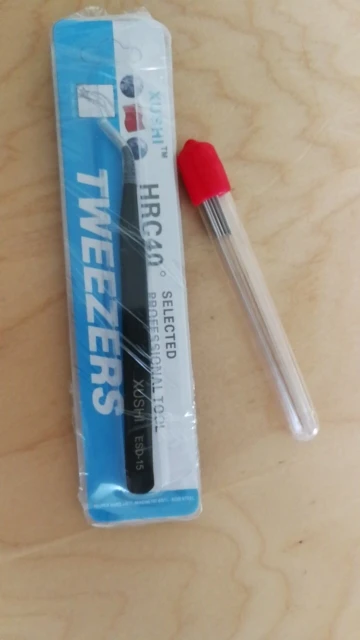 XUSHI™
HRC40°
SELECTED
PROFESSIONAL TOOL
TWEEZERS
XUSHI ESD-15